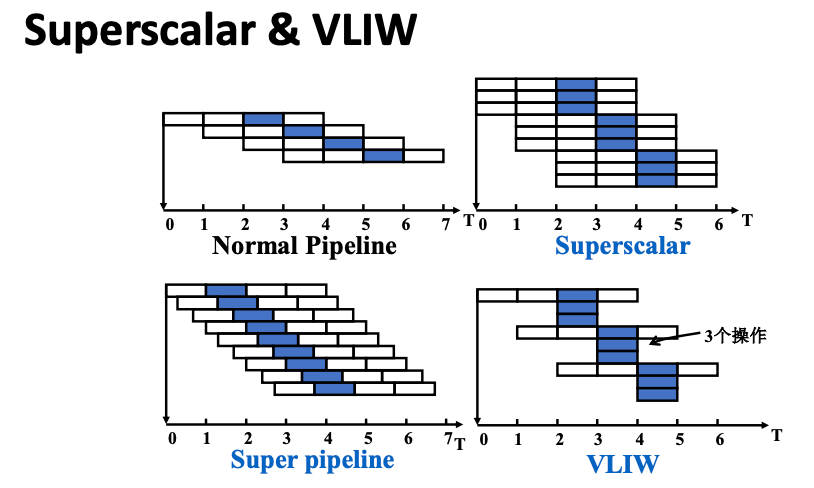 Superscalar & VLIW
0 1 2 3 4 5 6 7 T
Normal Pipeline
0 1 2 3 4 5 6 T
Superscalar
0 1 2 3 4 5 6 7 T
Super pipeline
3个操作
0 1 2 3 4 5 6 T
VLIW